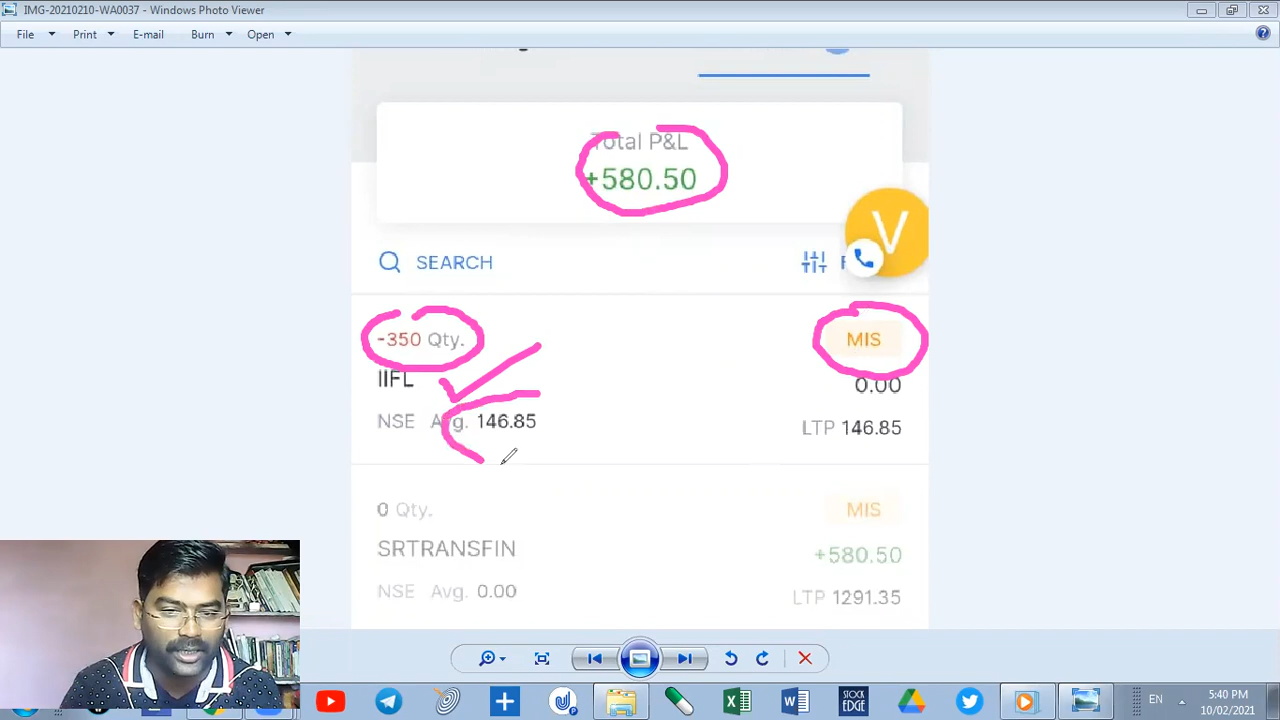 IMG-20210210-WA0037 - Windows Photo Viewer
File Print E-mail Burn Open
Total P&L
+580.50
V
SEARCH
-350 Qty. MIS
IIFL 0.00
NSE Avg. 146.85 LTP 146.85
0 Qty. MIS
SRTRANSFIN +580.50
NSE Avg. 0.00 LTP 1291.35
STOCK
EDGE
EN
5:40 PM
10/02/2021